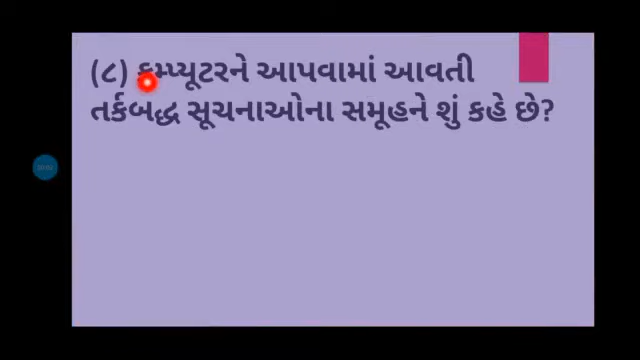 (૮) કમ્પ્યૂટરને આપવામાં આવતી
તર્કબદ્ધ સૂચનાઓના સમૂહને શું કહે છે?